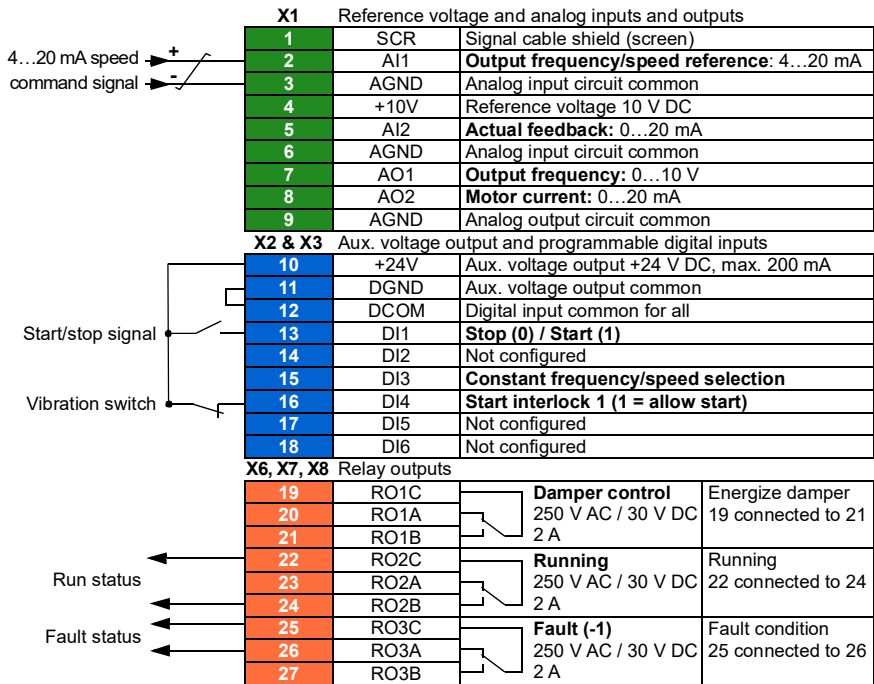 X1 Reference voltage and analog inputs and outputs
1 SCR Signal cable shield (screen)
4…20 mA speed + 2 AI1 Output frequency/speed reference: 4…20 mA
command signal - 3 AGND Analog input circuit common
4 +10V Reference voltage 10 V DC
5 AI2 Actual feedback: 0…20 mA
6 AGND Analog input circuit common
7 AO1 Output frequency: 0…10 V
8 AO2 Motor current: 0…20 mA
9 AGND Analog output circuit common
X2 & X3 Aux. voltage output and programmable digital inputs
10 +24V Aux. voltage output +24 V DC, max. 200 mA
11 DGND Aux. voltage output common
12 DCOM Digital input common for all
Start/stop signal 13 DI1 Stop (0) / Start (1)
14 DI2 Not configured
15 DI3 Constant frequency/speed selection
Vibration switch 16 DI4 Start interlock 1 (1 = allow start)
17 DI5 Not configured
18 DI6 Not configured
X6, X7, X8 Relay outputs
19 RO1C Damper control Energize damper
20 RO1A 250 V AC / 30 V DC 19 connected to 21
21 RO1B 2 A
22 RO2C Running Running
Run status 23 RO2A 250 V AC / 30 V DC 22 connected to 24
24 RO2B 2 A
Fault status 25 RO3C Fault (-1) Fault condition
26 RO3A 250 V AC / 30 V DC 25 connected to 26
27 RO3B 2 A